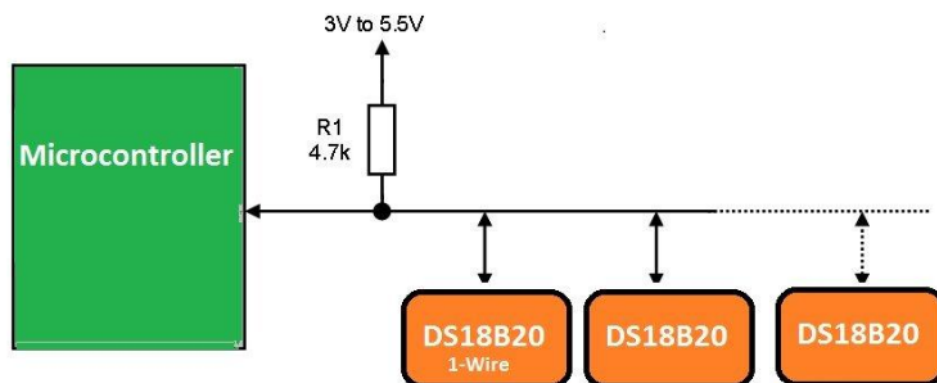 3V to 5.5V
Microcontroller
R1
4.7k
DS18B20
1-Wire
DS18B20
DS18B20